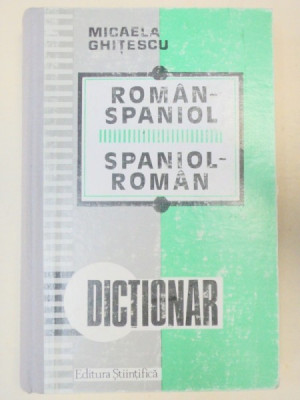 MICAELA
GHIȚESCU
ROMÂN-
SPANIOL
SPANIOL-
ROMÂN
DICȚIONAR
Editura Științifică